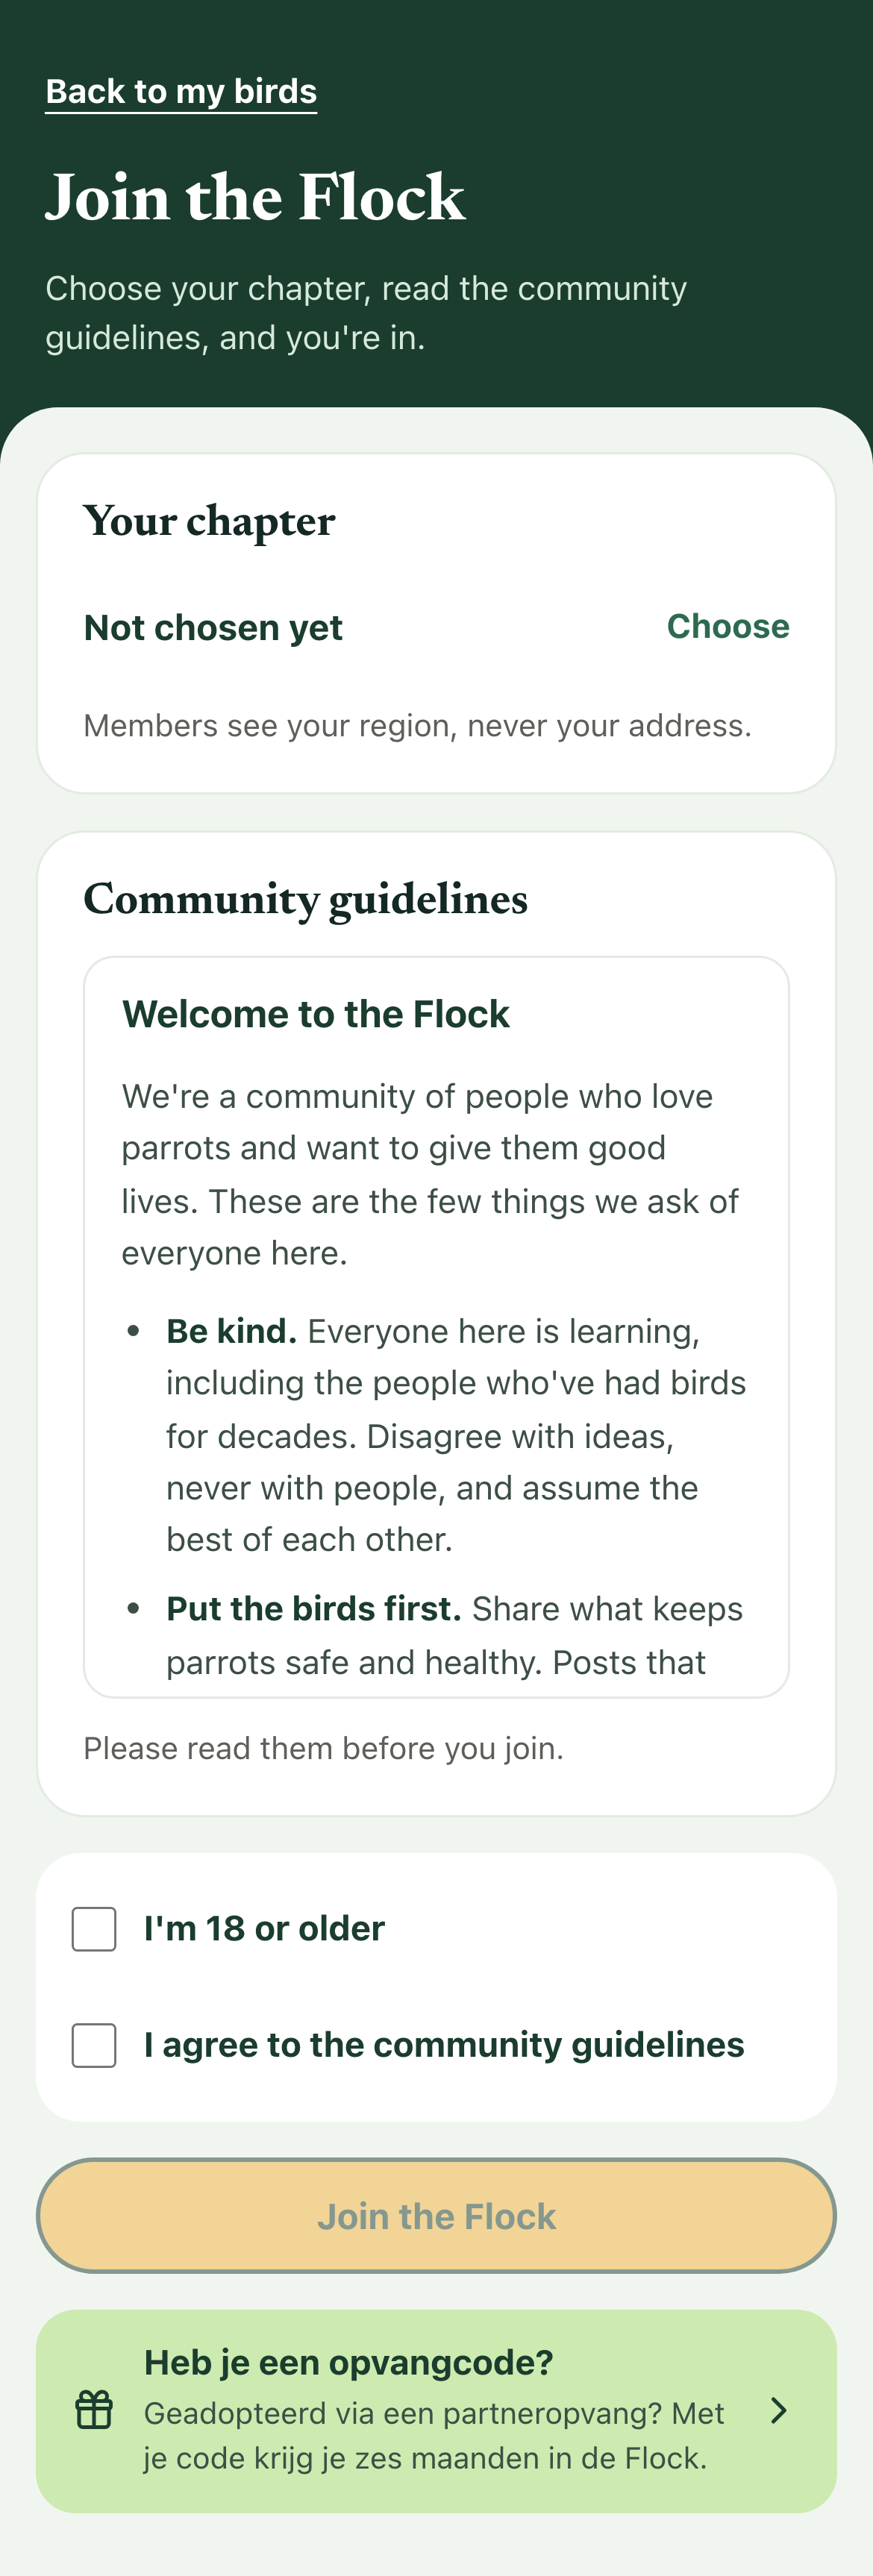 Back to my birds
Join the Flock
Choose your chapter, read the community
guidelines, and you're in.
Your chapter
Not chosen yet
Choose
Members see your region, never your address.
Community guidelines
Welcome to the Flock
We're a community of people who love
parrots and want to give them good
lives. These are the few things we ask of
everyone here.
• Be kind. Everyone here is learning,
including the people who've had birds
for decades. Disagree with ideas,
never with people, and assume the
best of each other.
• Put the birds first. Share what keeps
parrots safe and healthy. Posts that
Please read them before you join.
I'm 18 or older
I agree to the community guidelines
Join the Flock
Heb je een opvangcode?
Geadopteerd via een partneropvang? Met
je code krijg je zes maanden in de Flock.